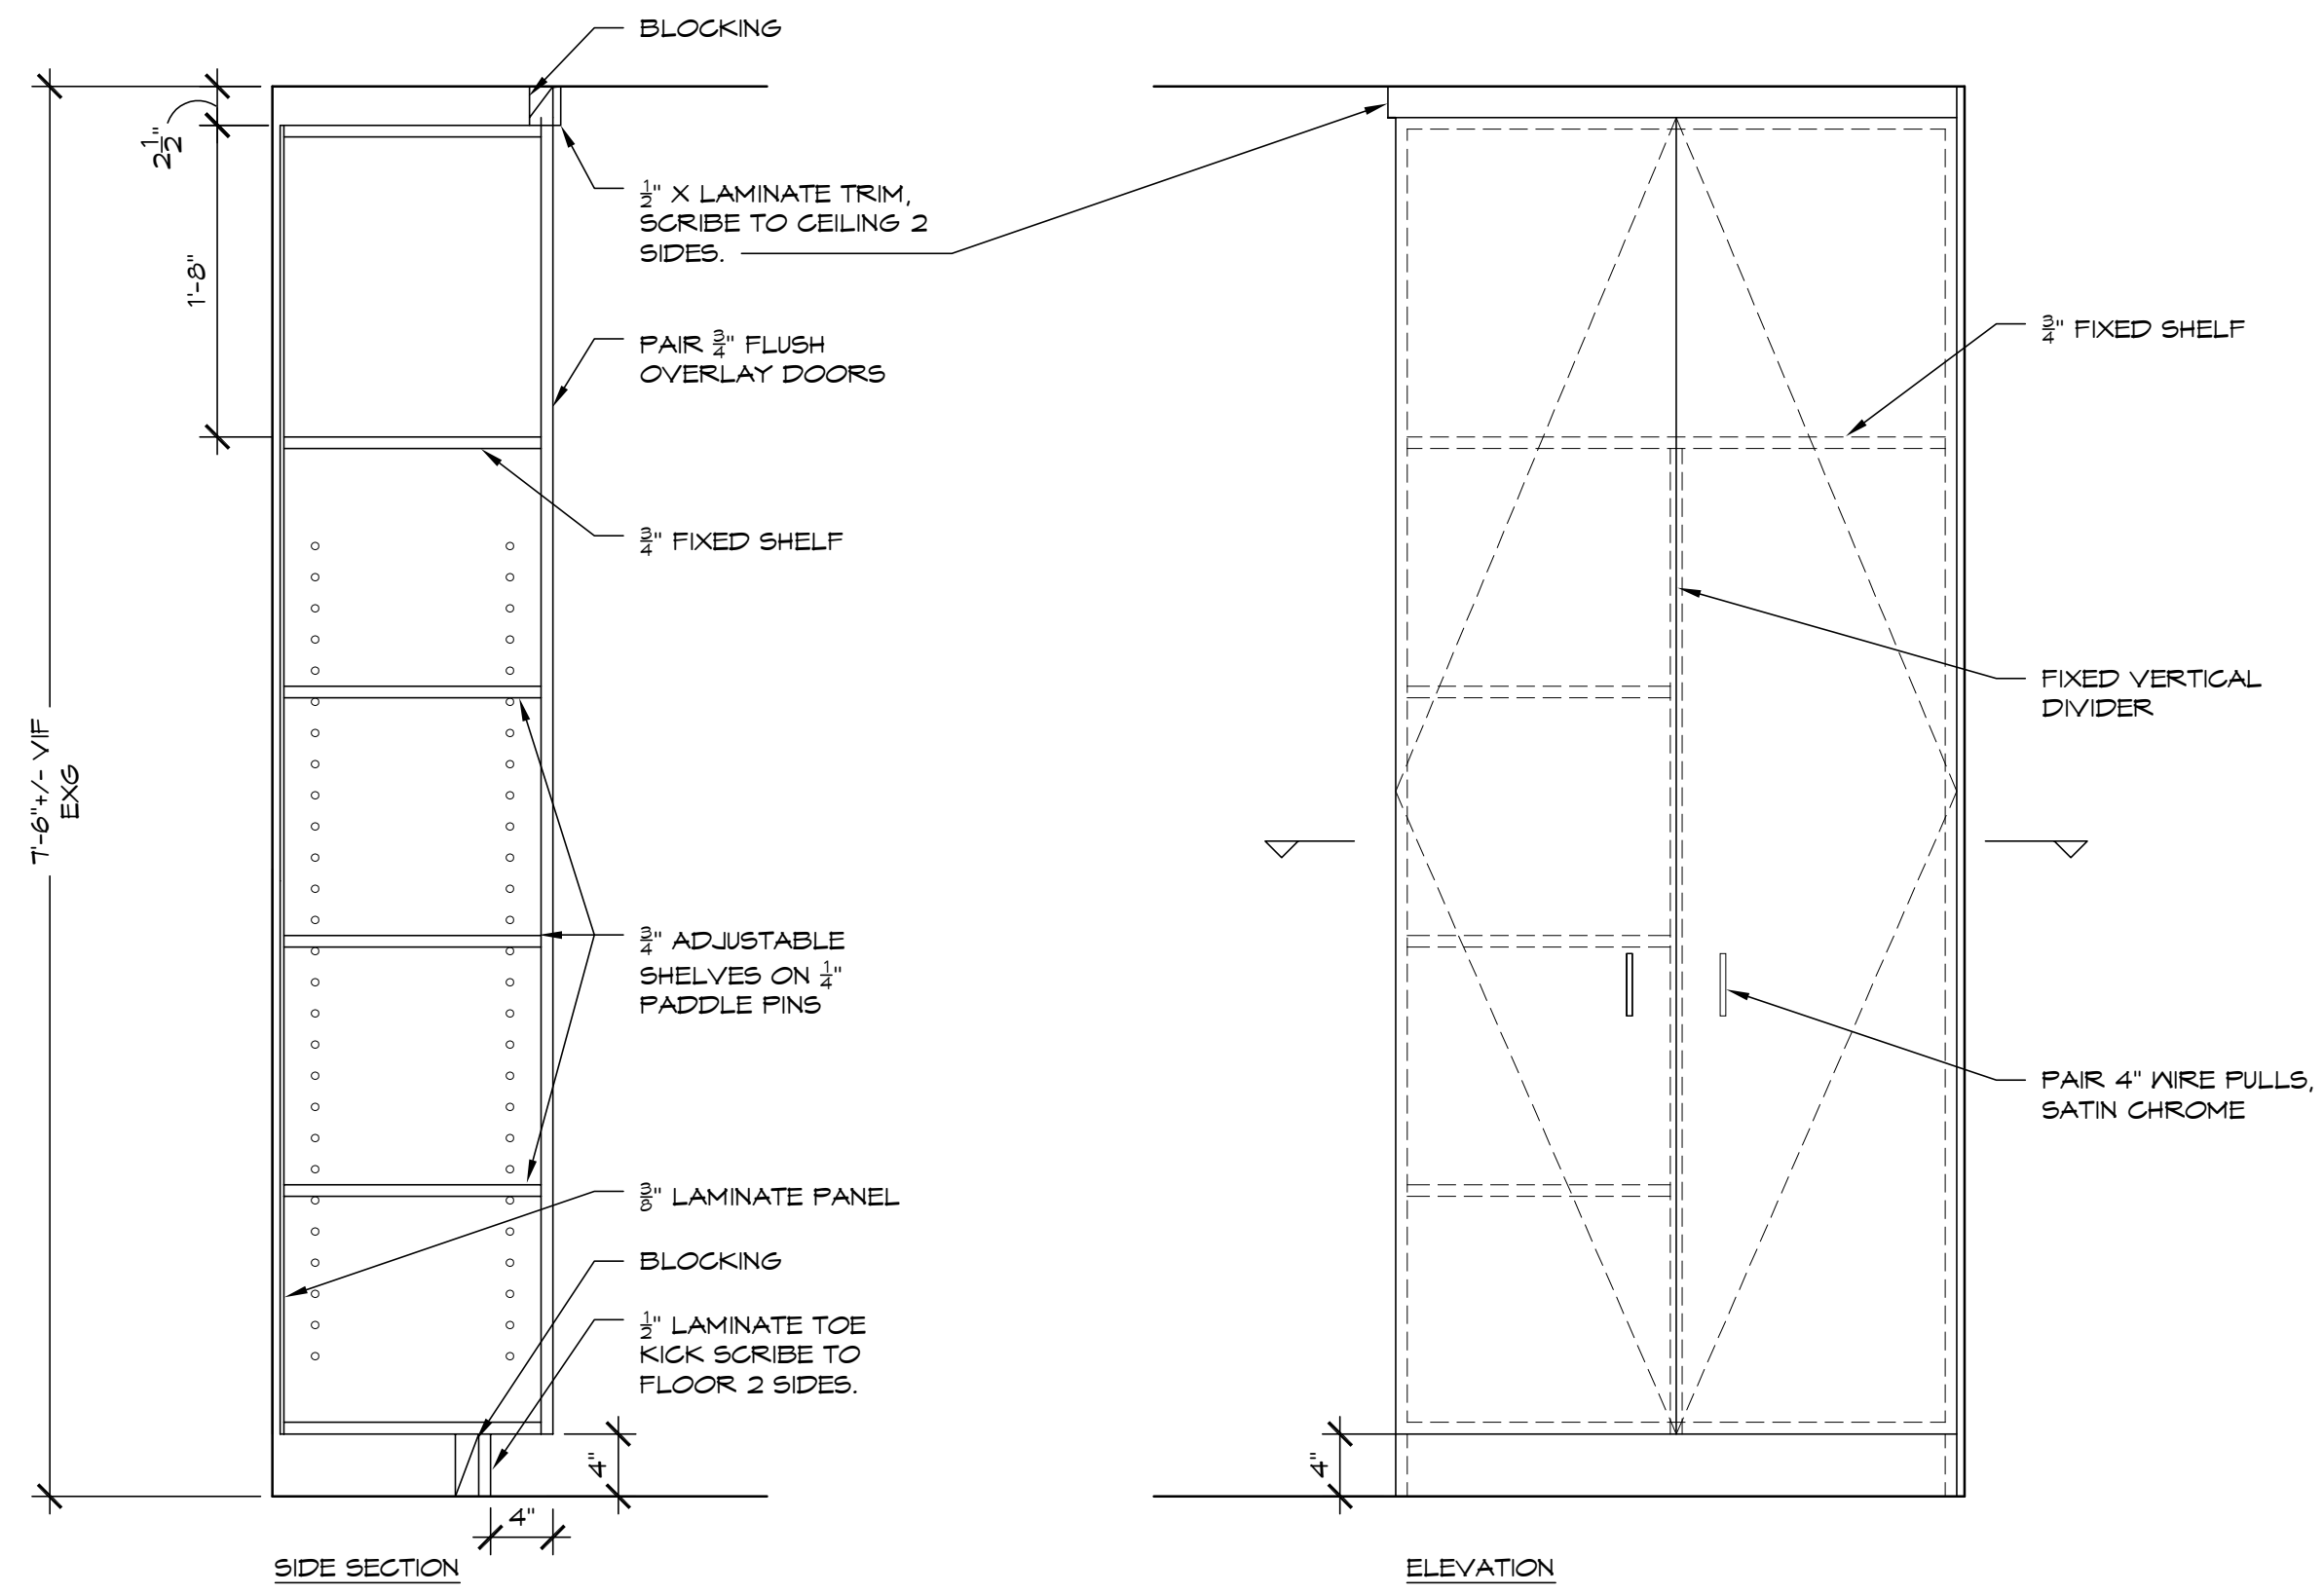 BLOCKING
2 1/2"
1/2" X LAMINATE TRIM,
SCRIBE TO CEILING 2
SIDES.
1'-8"
PAIR 3/4" FLUSH
OVERLAY DOORS
3/4" FIXED SHELF
7'-6"+/- VIF
EXG
3/4" ADJUSTABLE
SHELVES ON 1/4"
PADDLE PINS
3/8" LAMINATE PANEL
BLOCKING
1/2" LAMINATE TOE
KICK SCRIBE TO
FLOOR 2 SIDES.
4"
4"
SIDE SECTION
3/4" FIXED SHELF
FIXED VERTICAL
DIVIDER
PAIR 4" WIRE PULLS,
SATIN CHROME
4"
ELEVATION